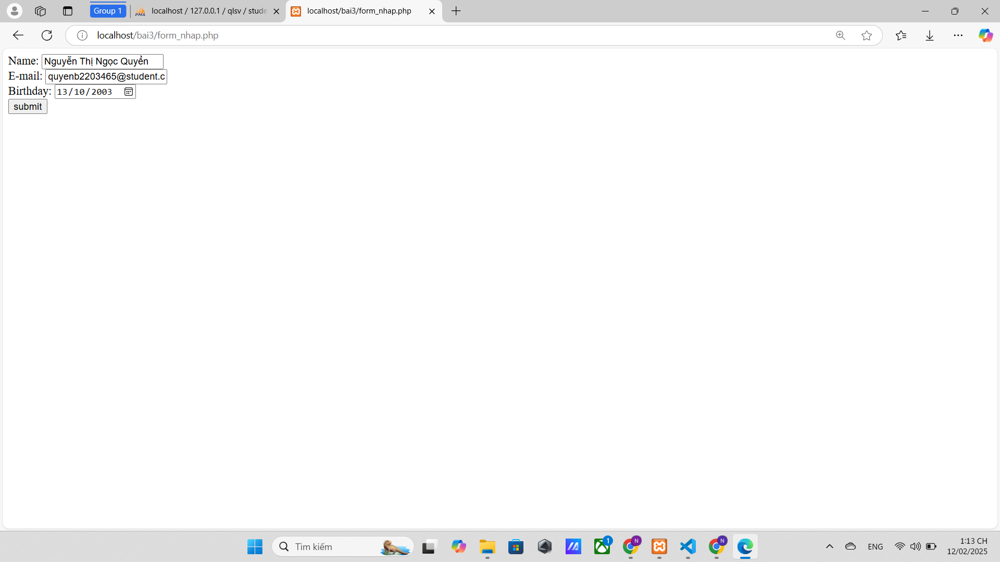 Group 1
localhost / 127.0.0.1 / qlsv / stude
localhost/bai3/form_nhap.php
localhost/bai3/form_nhap.php
Name: Nguyễn Thị Ngọc Quyển
E-mail: quyenb2203465@student.c
Birthday: 13/10/2003
submit
Tìm kiếm
1
N
N
ENG
1:13 CH
12/02/2025
PMA